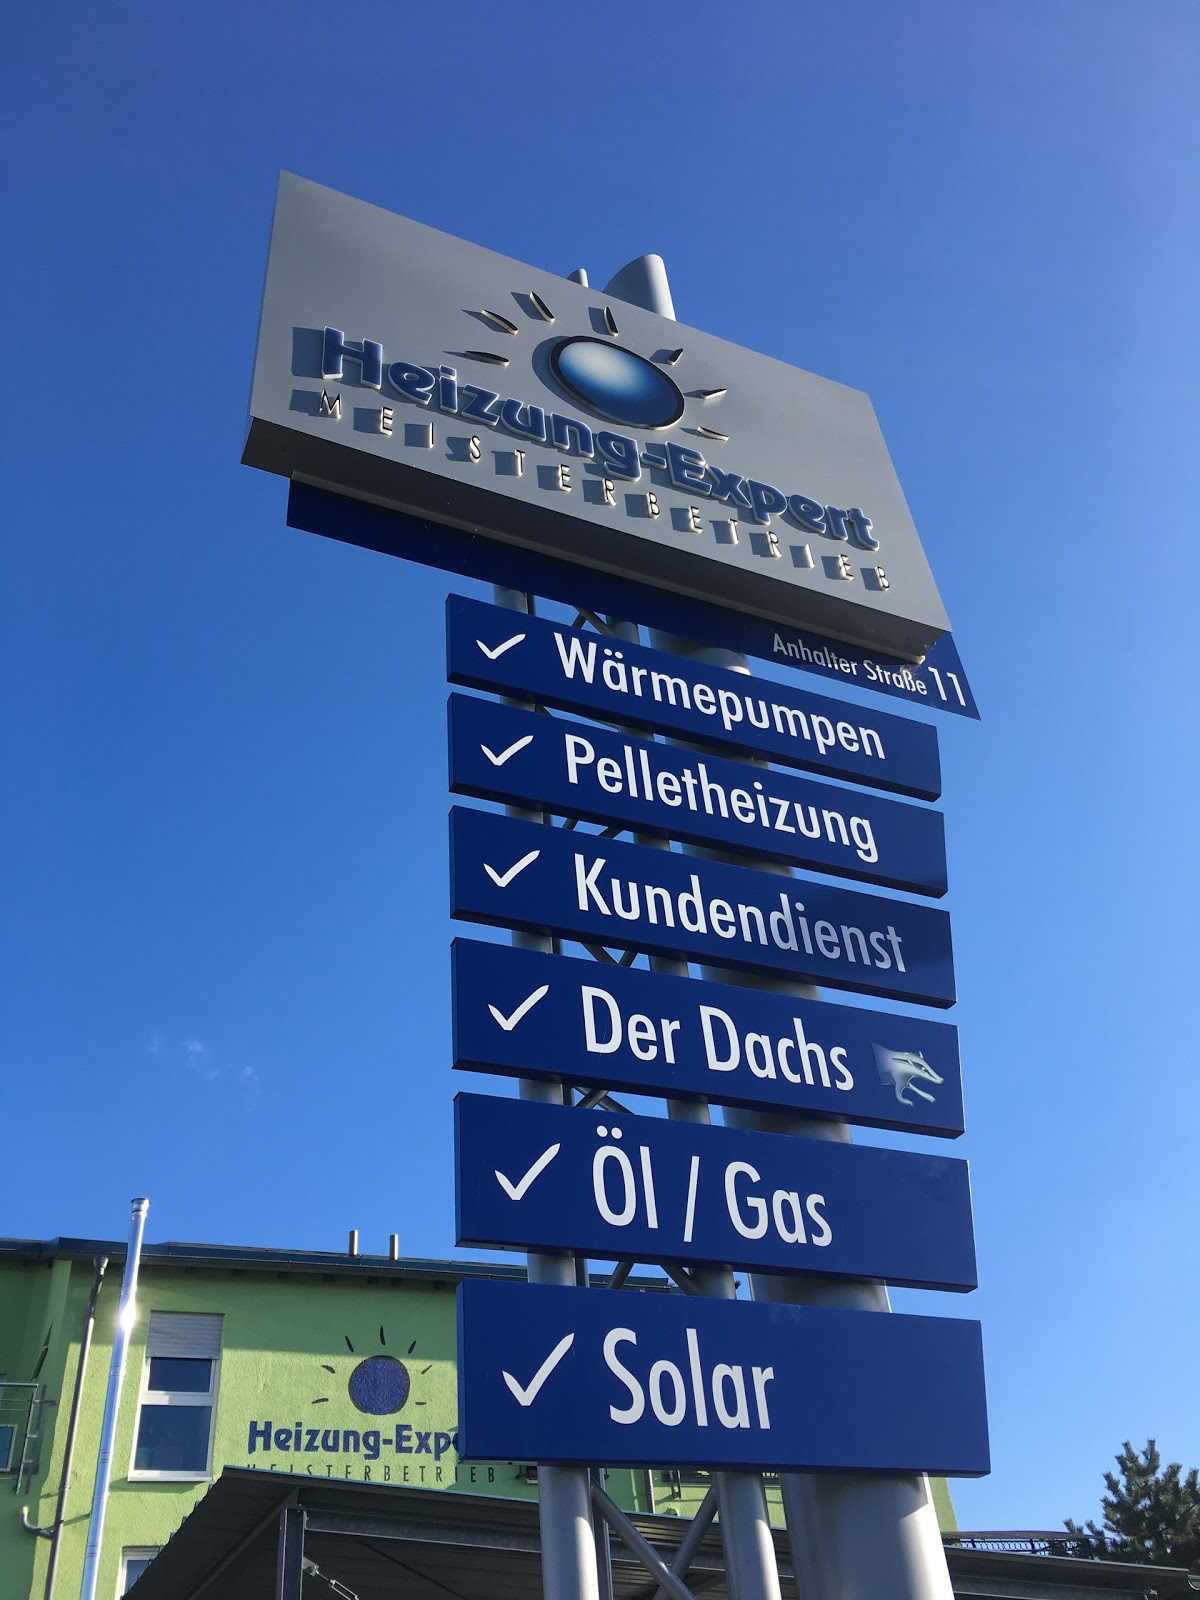 Heizung-Expert
MEISTERBETRIEB
Anhalter Straße 11
Wärmepumpen
Pelletheizung
Kundendienst
Der Dachs
Öl / Gas
Solar
Heizung-Exp
MEISTERBETRIEB